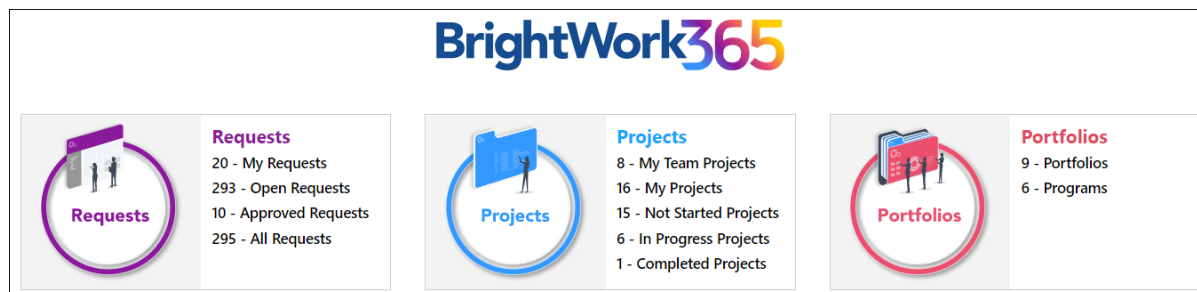 BrightWork365
Requests
Requests
20 - My Requests
293 - Open Requests
10 - Approved Requests
295 - All Requests
Projects
Projects
8 - My Team Projects
16 - My Projects
15 - Not Started Projects
6 - In Progress Projects
1 - Completed Projects
Portfolios
Portfolios
9 - Portfolios
6 - Programs